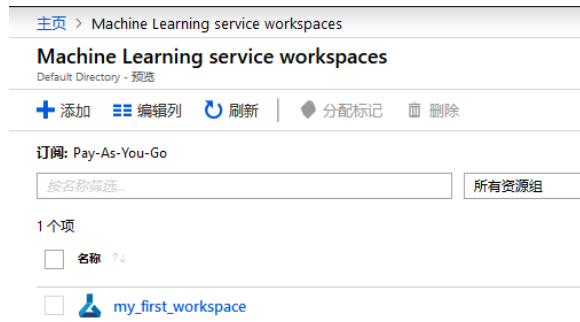 主页 > Machine Learning service workspaces
Machine Learning service workspaces
Default Directory - 预览
添加 编辑列 刷新 分配标记 删除
订阅: Pay-As-You-Go
按名称筛选... 所有资源组
1 个项
名称
my_first_workspace